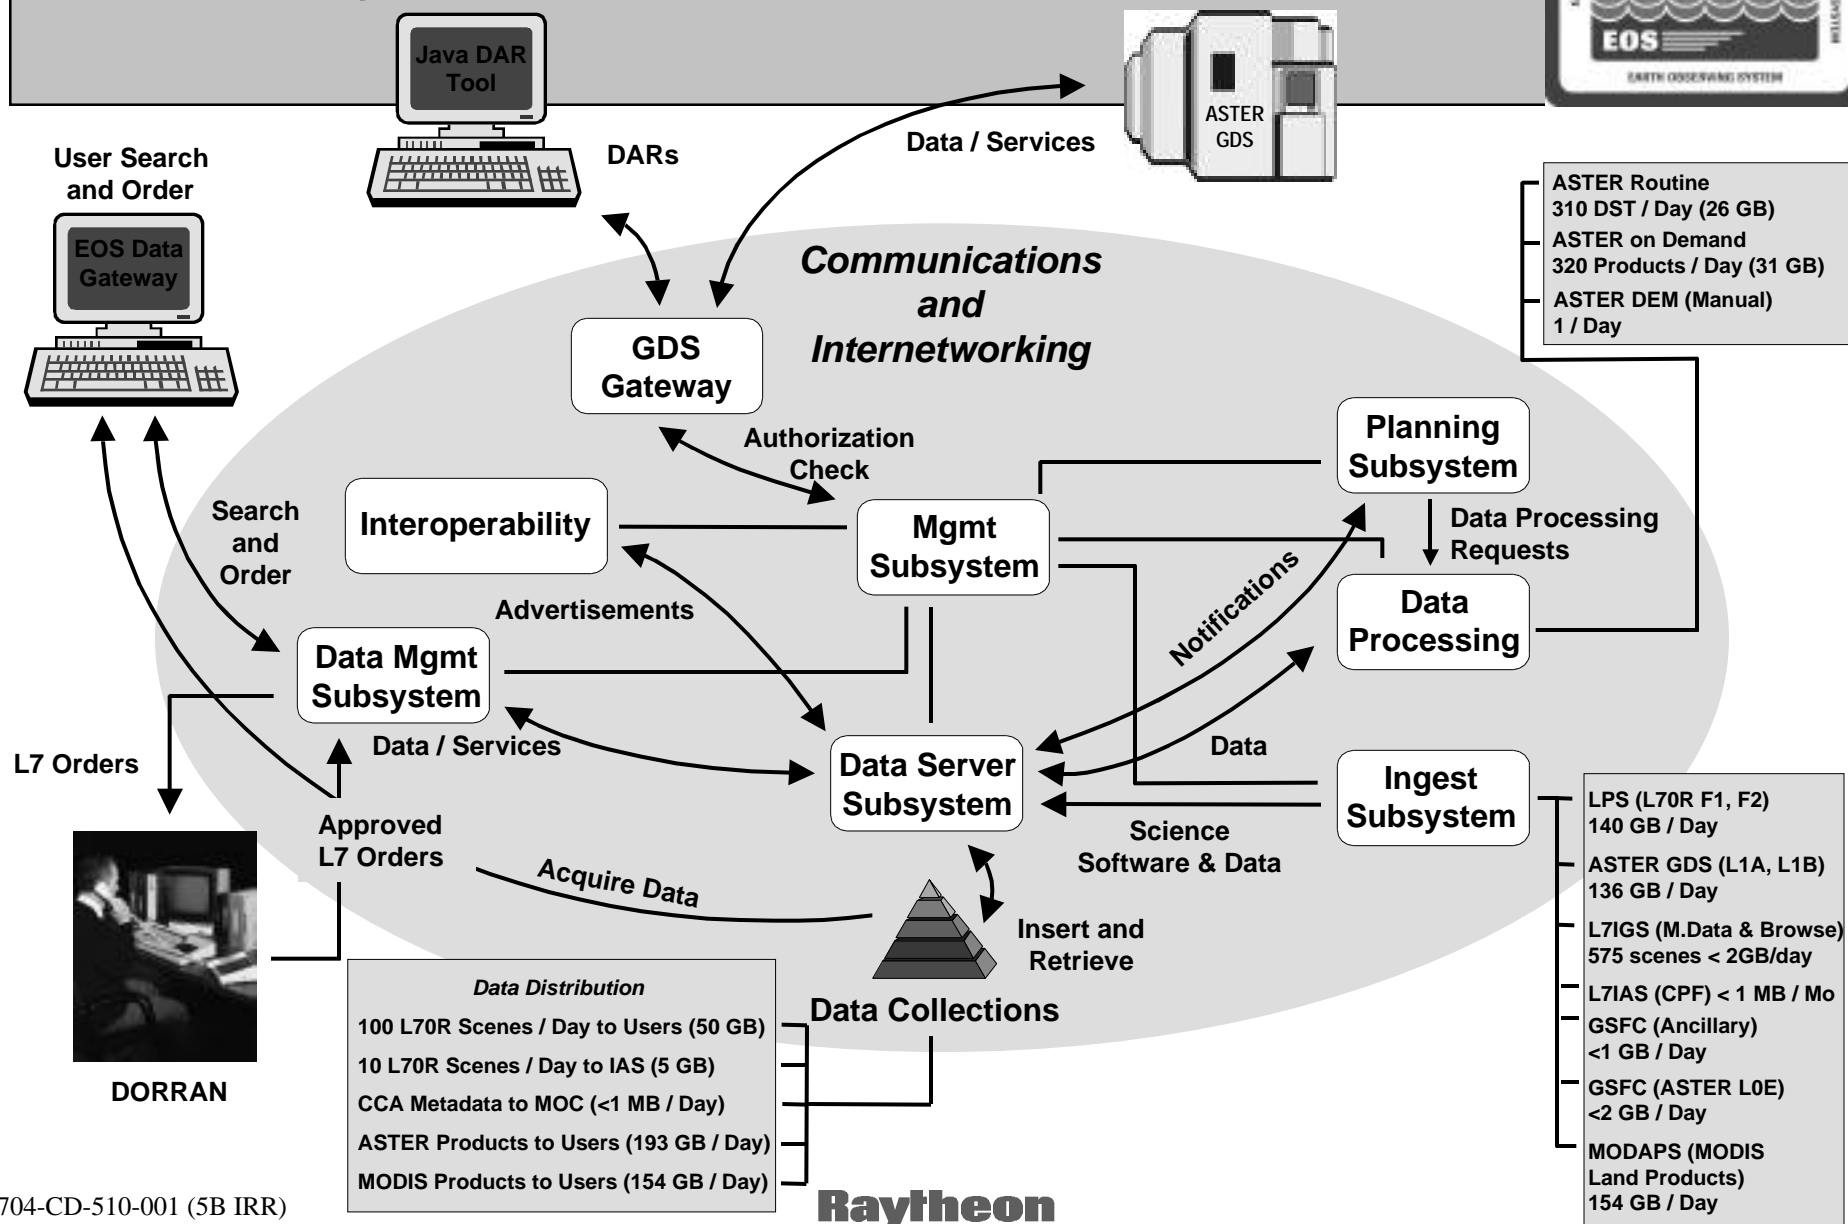 EOS
EARTH OBSERVING SYSTEM
Java DAR
Tool
ASTER
GDS
Data / Services
DARs
User Search
and Order
EOS Data
Gateway
ASTER Routine
310 DST / Day (26 GB)
ASTER on Demand
320 Products / Day (31 GB)
ASTER DEM (Manual)
1 / Day
Communications
and
Internetworking
GDS
Gateway
Authorization
Check
Planning
Subsystem
Search
and
Order
Interoperability
Mgmt
Subsystem
Data Processing
Requests
Notifications
Advertisements
Data
Processing
Data Mgmt
Subsystem
Data / Services
L7 Orders
Data Server
Subsystem
Data
Ingest
Subsystem
Approved
L7 Orders
Science
Software & Data
Acquire Data
Insert and
Retrieve
Data Collections
DORRAN
LPS (L70R F1, F2)
140 GB / Day
ASTER GDS (L1A, L1B)
136 GB / Day
L7IGS (M.Data & Browse)
575 scenes < 2GB/day
L7IAS (CPF) < 1 MB / Mo
GSFC (Ancillary)
<1 GB / Day
GSFC (ASTER L0E)
<2 GB / Day
MODAPS (MODIS
Land Products)
154 GB / Day
Data Distribution
100 L70R Scenes / Day to Users (50 GB)
10 L70R Scenes / Day to IAS (5 GB)
CCA Metadata to MOC (<1 MB / Day)
ASTER Products to Users (193 GB / Day)
MODIS Products to Users (154 GB / Day)
704-CD-510-001 (5B IRR)
Raytheon